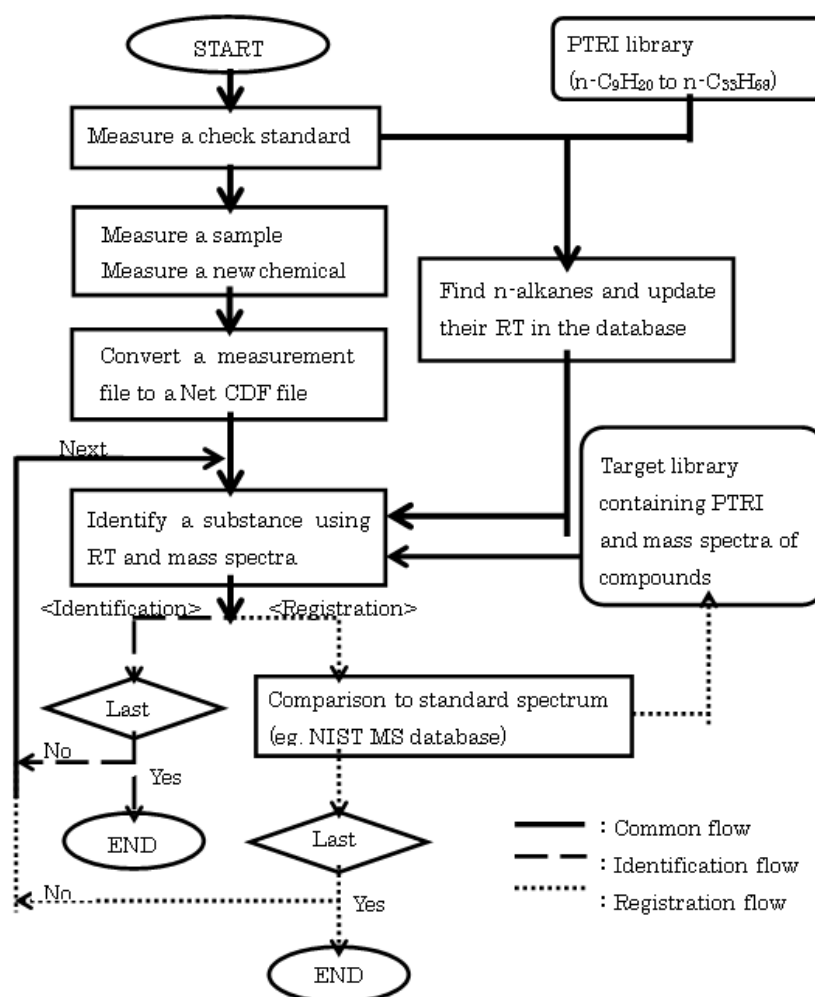 START
PTRI library
(n-C₉H₂₀ to n-C₃₃H₆₈)
Measure a check standard
Measure a sample
Measure a new chemical
Find n-alkanes and update
their RT in the database
Convert a measurement
file to a Net CDF file
Next
Target library
containing PTRI
and mass spectra of
compounds
Identify a substance using
RT and mass spectra
<Identification>
<Registration>
Last
Comparison to standard spectrum
(eg. NIST MS database)
No
Yes
END
Last
No
Yes
END
: Common flow
: Identification flow
: Registration flow